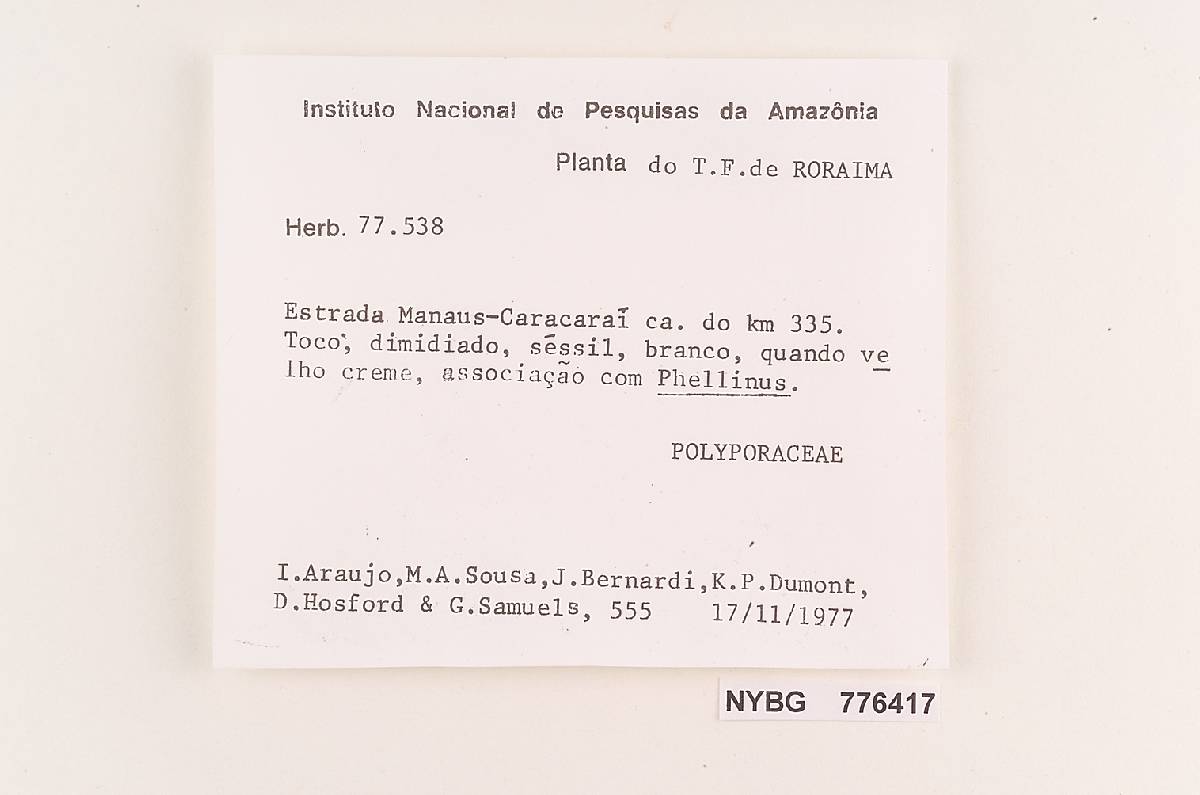 Instituto Nacional de Pesquisas da Amazônia
Planta do T.F.de RORAIMA
Herb. 77.538
Estrada Manaus-Caracaraí ca. do km 335.
Toco, dimidiado, séssil, branco, quando ve
lho creme, associação com Phellinus.
POLYPORACEAE
I.Araujo,M.A.Sousa,J.Bernardi,K.P.Dumont,
D.Hosford & G.Samuels, 555 17/11/1977
NYBG 776417